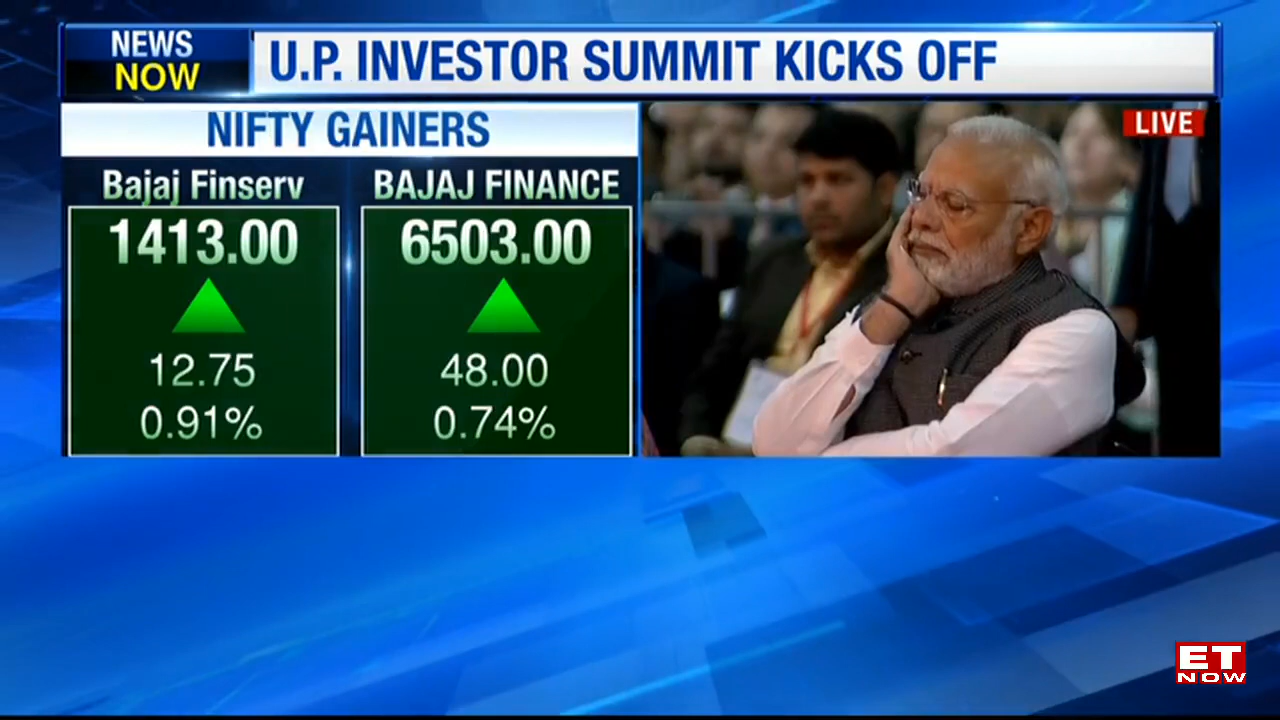 NEWS
NOW
U.P. INVESTOR SUMMIT KICKS OFF
NIFTY GAINERS
Bajaj Finserv
1413.00
12.75
0.91%
BAJAJ FINANCE
6503.00
48.00
0.74%
LIVE
ET
NOW